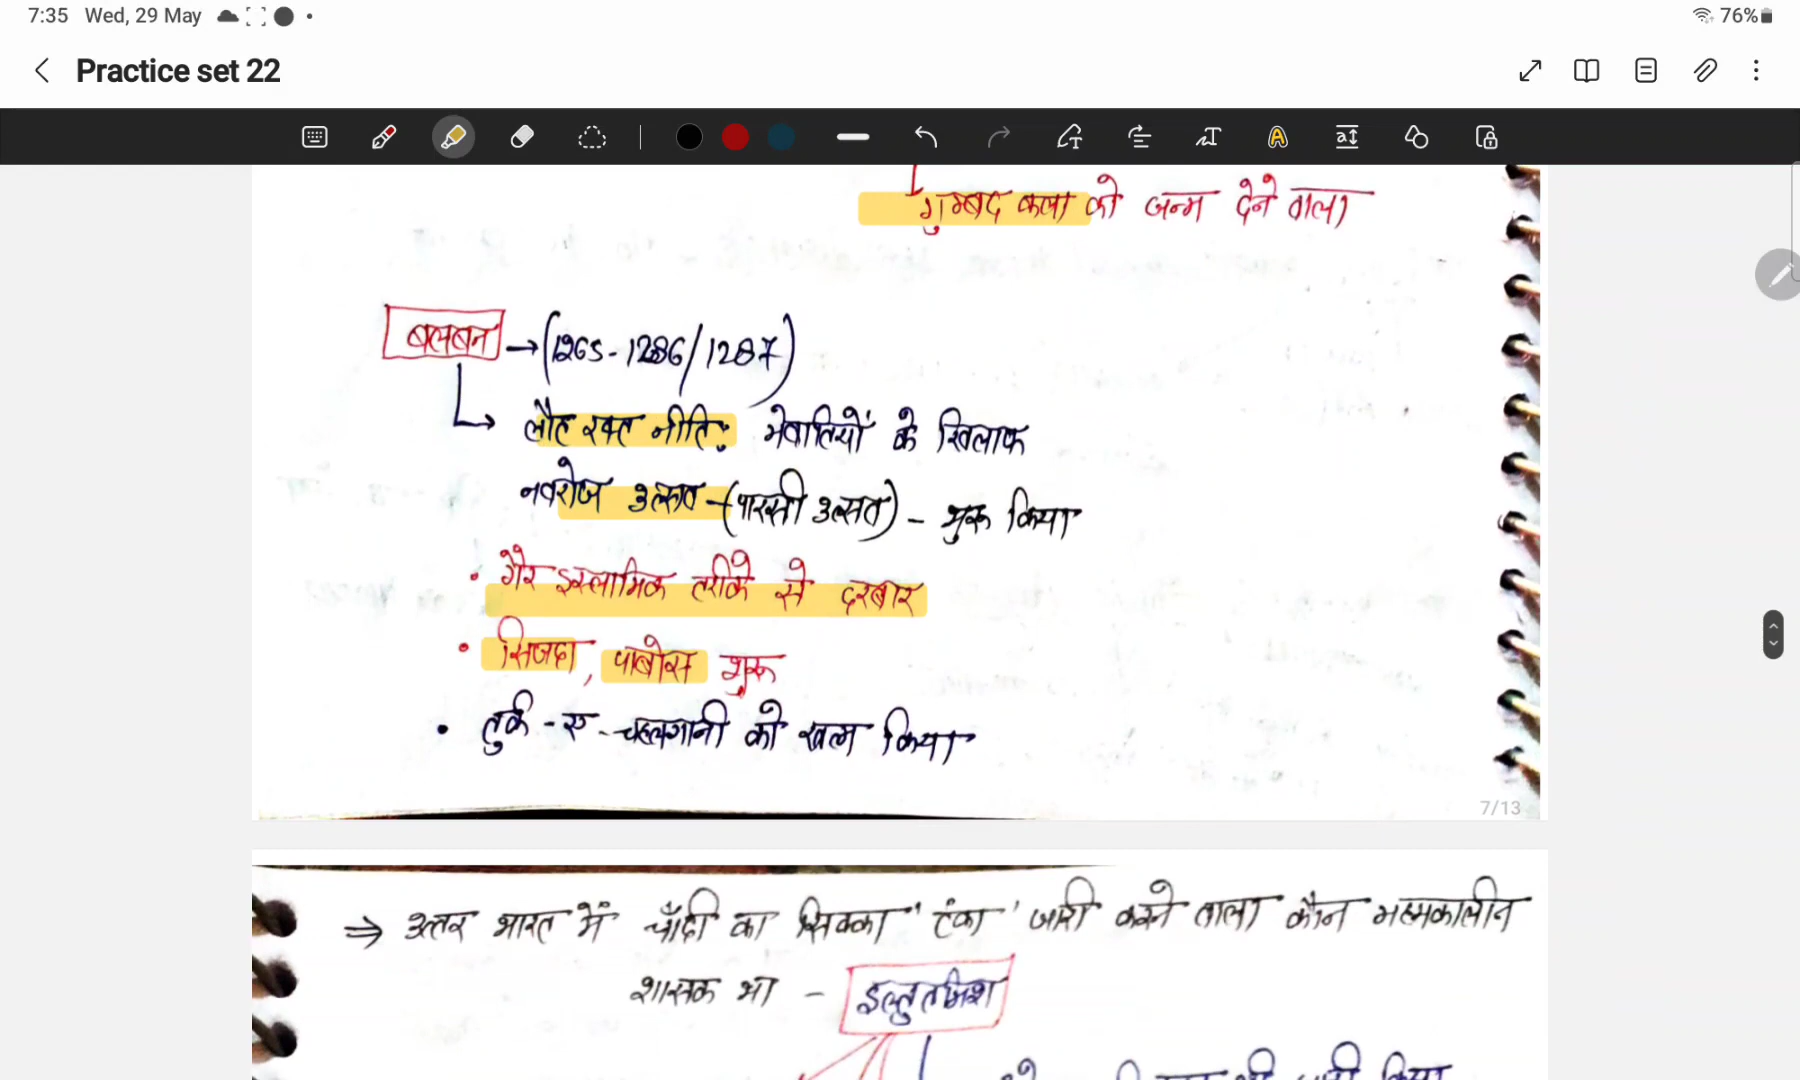 7:35 Wed, 29 May
76%
Practice set 22
गुम्बद कला को जन्म देने वाला
बलबन → (1265-1286/1287)
लौह रक्त नीति: मेवातियों के खिलाफ
नवरोज उत्सव - (पारसी उत्सव) - शुरू किया
• गैर इस्लामिक तरीके से दरबार
• सिजदा, पाबोस शुरू
• तुर्क-ए-चहलगानी को खत्म किया
7/13
⇒ उत्तर भारत में चाँदी का सिक्का 'टंका' जारी करने वाला कौन मध्यकालीन
शासक था - इल्तुतमिश